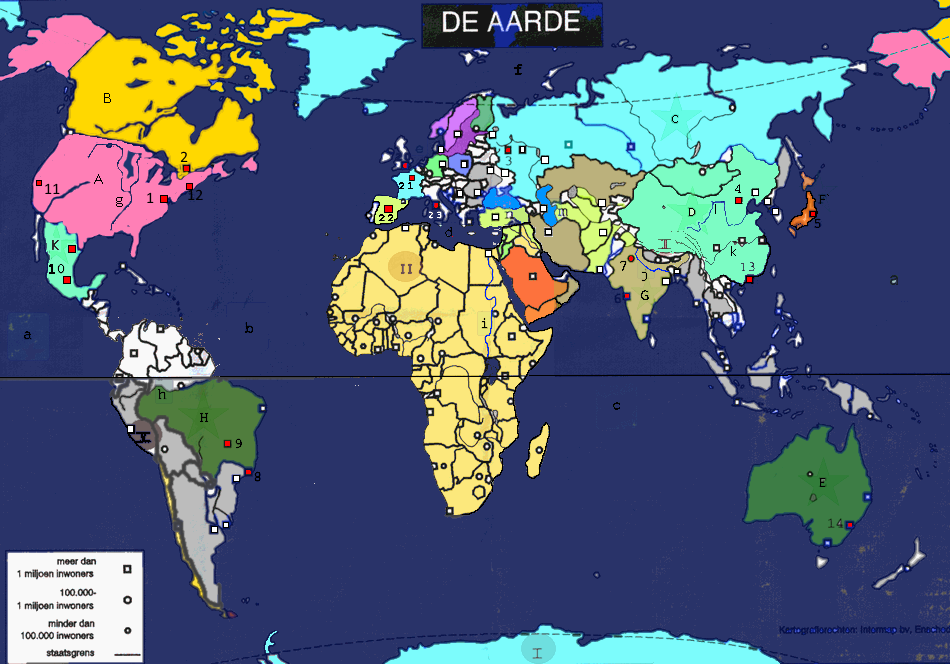 DE AARDE
f
B
C
2
3
A
11
12
g
1
21
4
F
5
22
23
n
m
D
d
K
10
II
I
k
13
7
6
G
a
b
i
h
H
c
V
9
8
E
14
meer dan
1 miljoen inwoners
100.000-
1 miljoen inwoners
minder dan
100.000 inwoners
staatsgrens
Kartografierechten: Intermap bv, Ensched
I